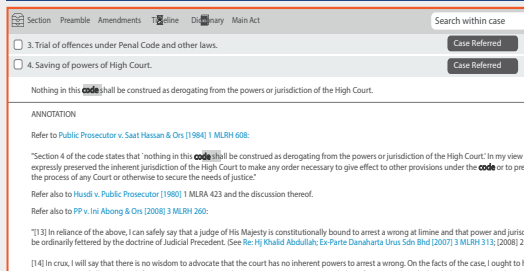 Section Preamble Amendments Timeline Dictionary Main Act Search within case
3. Trial of offences under Penal Code and other laws. Case Referred
4. Saving of powers of High Court. Case Referred
Nothing in this code shall be construed as derogating from the powers or jurisdiction of the High Court.
ANNOTATION
Refer to Public Prosecutor v. Saat Hassan & Ors [1984] 1 MLRH 608:
"Section 4 of the code states that `nothing in this code shall be construed as derogating from the powers or jurisdiction of the High Court.' In my view
expressly preserved the inherent jurisdiction of the High Court to make any order necessary to give effect to other provisions under the code or to pre
the process of any Court or otherwise to secure the needs of justice."
Refer also to Husdi v. Public Prosecutor [1980] 1 MLRA 423 and the discussion thereof.
Refer also to PP v. Ini Abong & Ors [2008] 3 MLRH 260:
"[13] In reliance of the above, I can safely say that a judge of His Majesty is constitutionally bound to arrest a wrong at limine and that power and jurisc
be ordinarily fettered by the doctrine of Judicial Precedent. (See Re: Hj Khalid Abdullah; Ex-Parte Danaharta Urus Sdn Bhd [2007] 3 MLRH 313; [2008] 2
[14] In crux, I will say that there is no wisdom to advocate that the court has no inherent powers to arrest a wrong. On the facts of the case, I ought to h